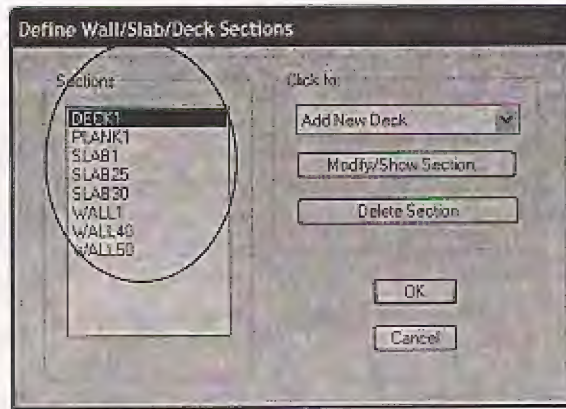 Define Wall/Slab/Deck Sections
Sections
DECK1
PLANK1
SLAB1
SLAB25
SLAB30
WALL1
WALL40
WALL50
Click to:
Add New Deck
Modify/Show Section
Delete Section
OK
Cancel